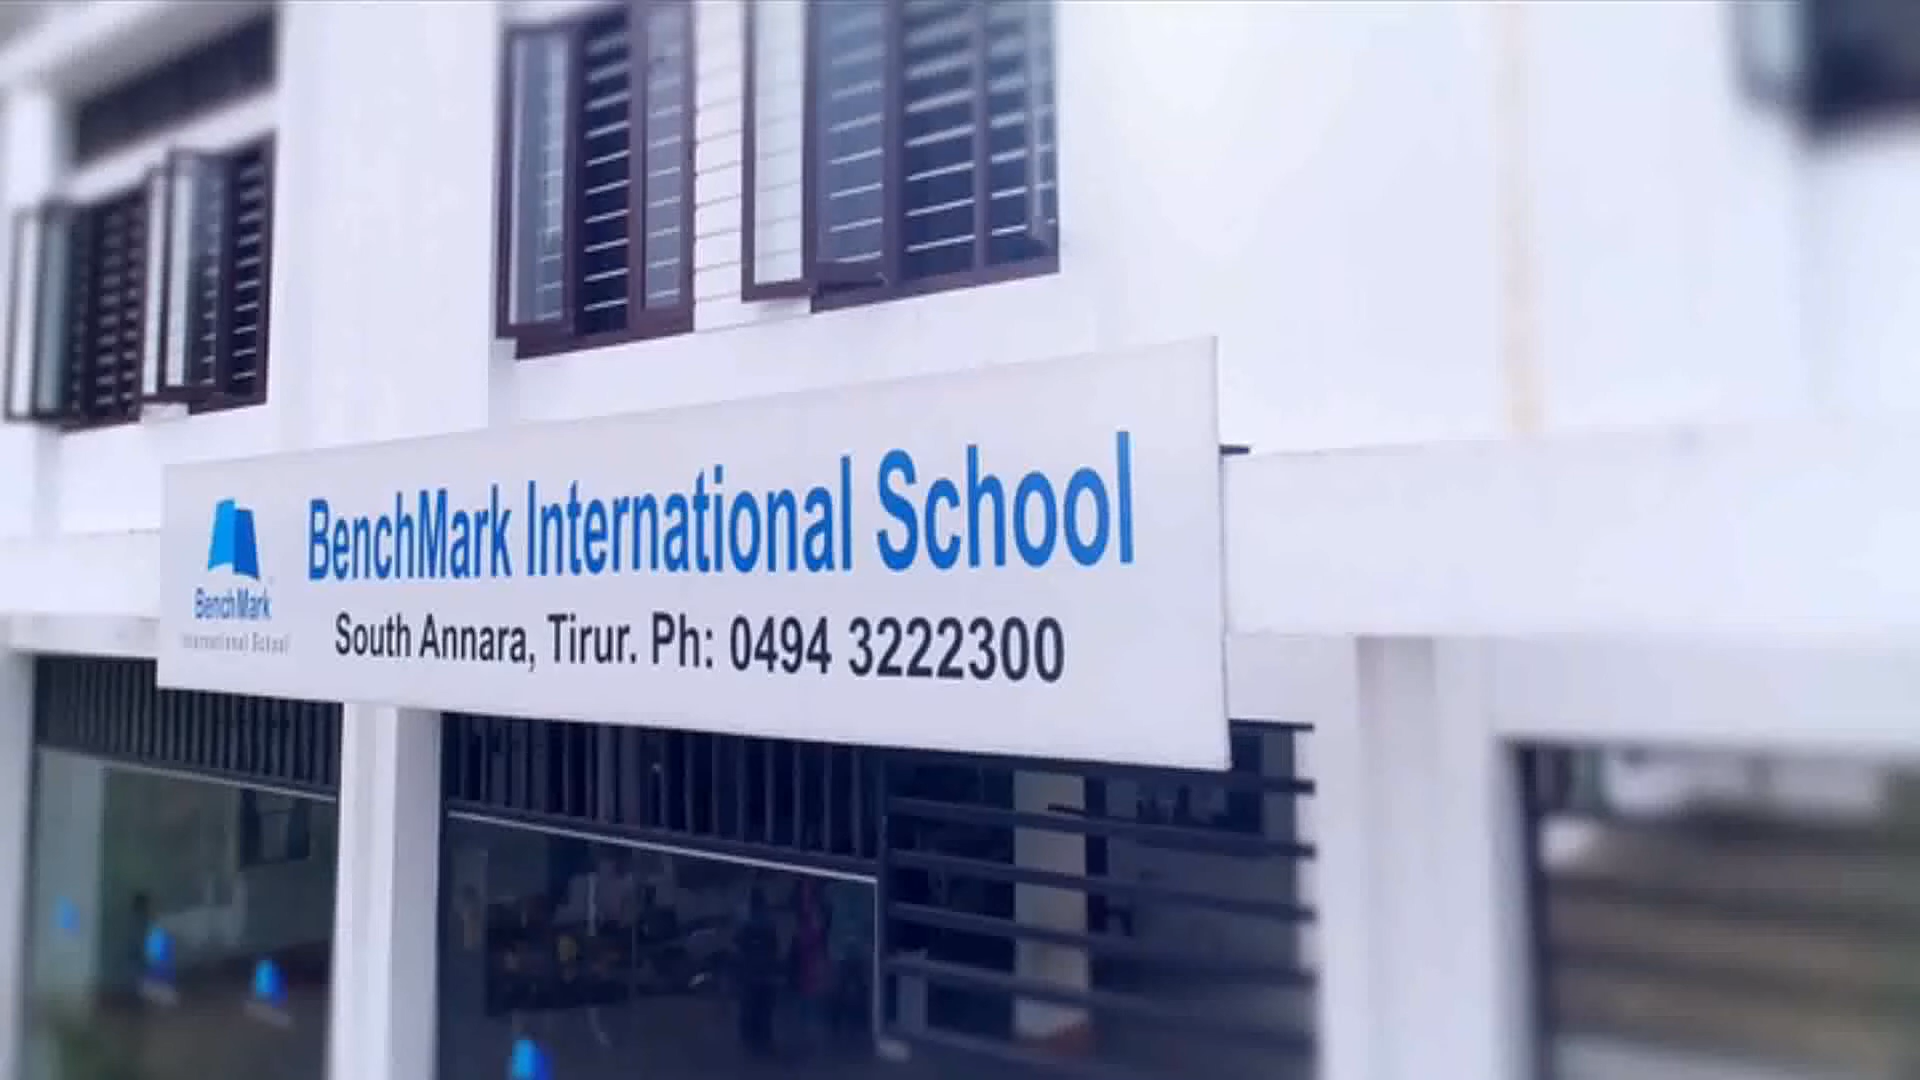 BenchMark International School
South Annara, Tirur. Ph: 0494 3222300
BenchMark
International School